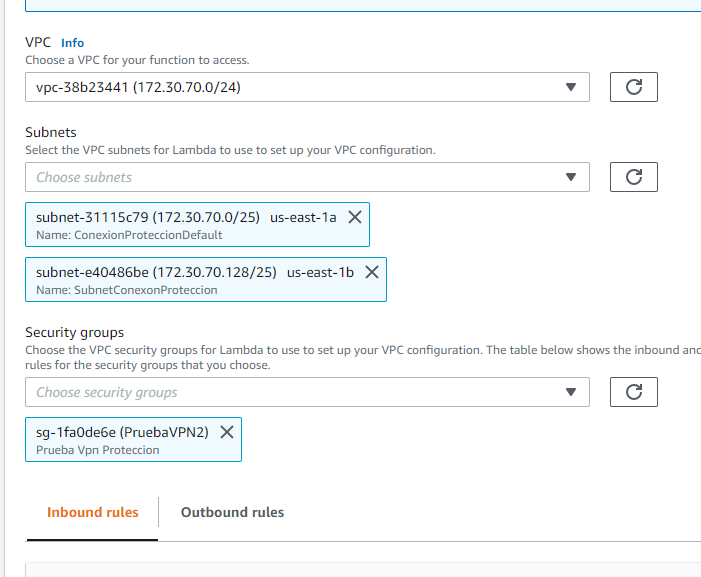 VPC Info
Choose a VPC for your function to access.
vpc-38b23441 (172.30.70.0/24)
Subnets
Select the VPC subnets for Lambda to use to set up your VPC configuration.
Choose subnets
subnet-31115c79 (172.30.70.0/25) us-east-1a
Name: ConexionProteccionDefault
subnet-e40486be (172.30.70.128/25) us-east-1b
Name: SubnetConexonProteccion
Security groups
Choose the VPC security groups for Lambda to use to set up your VPC configuration. The table below shows the inbound and
rules for the security groups that you choose.
Choose security groups
sg-1fa0de6e (PruebaVPN2)
Prueba Vpn Proteccion
Inbound rules Outbound rules